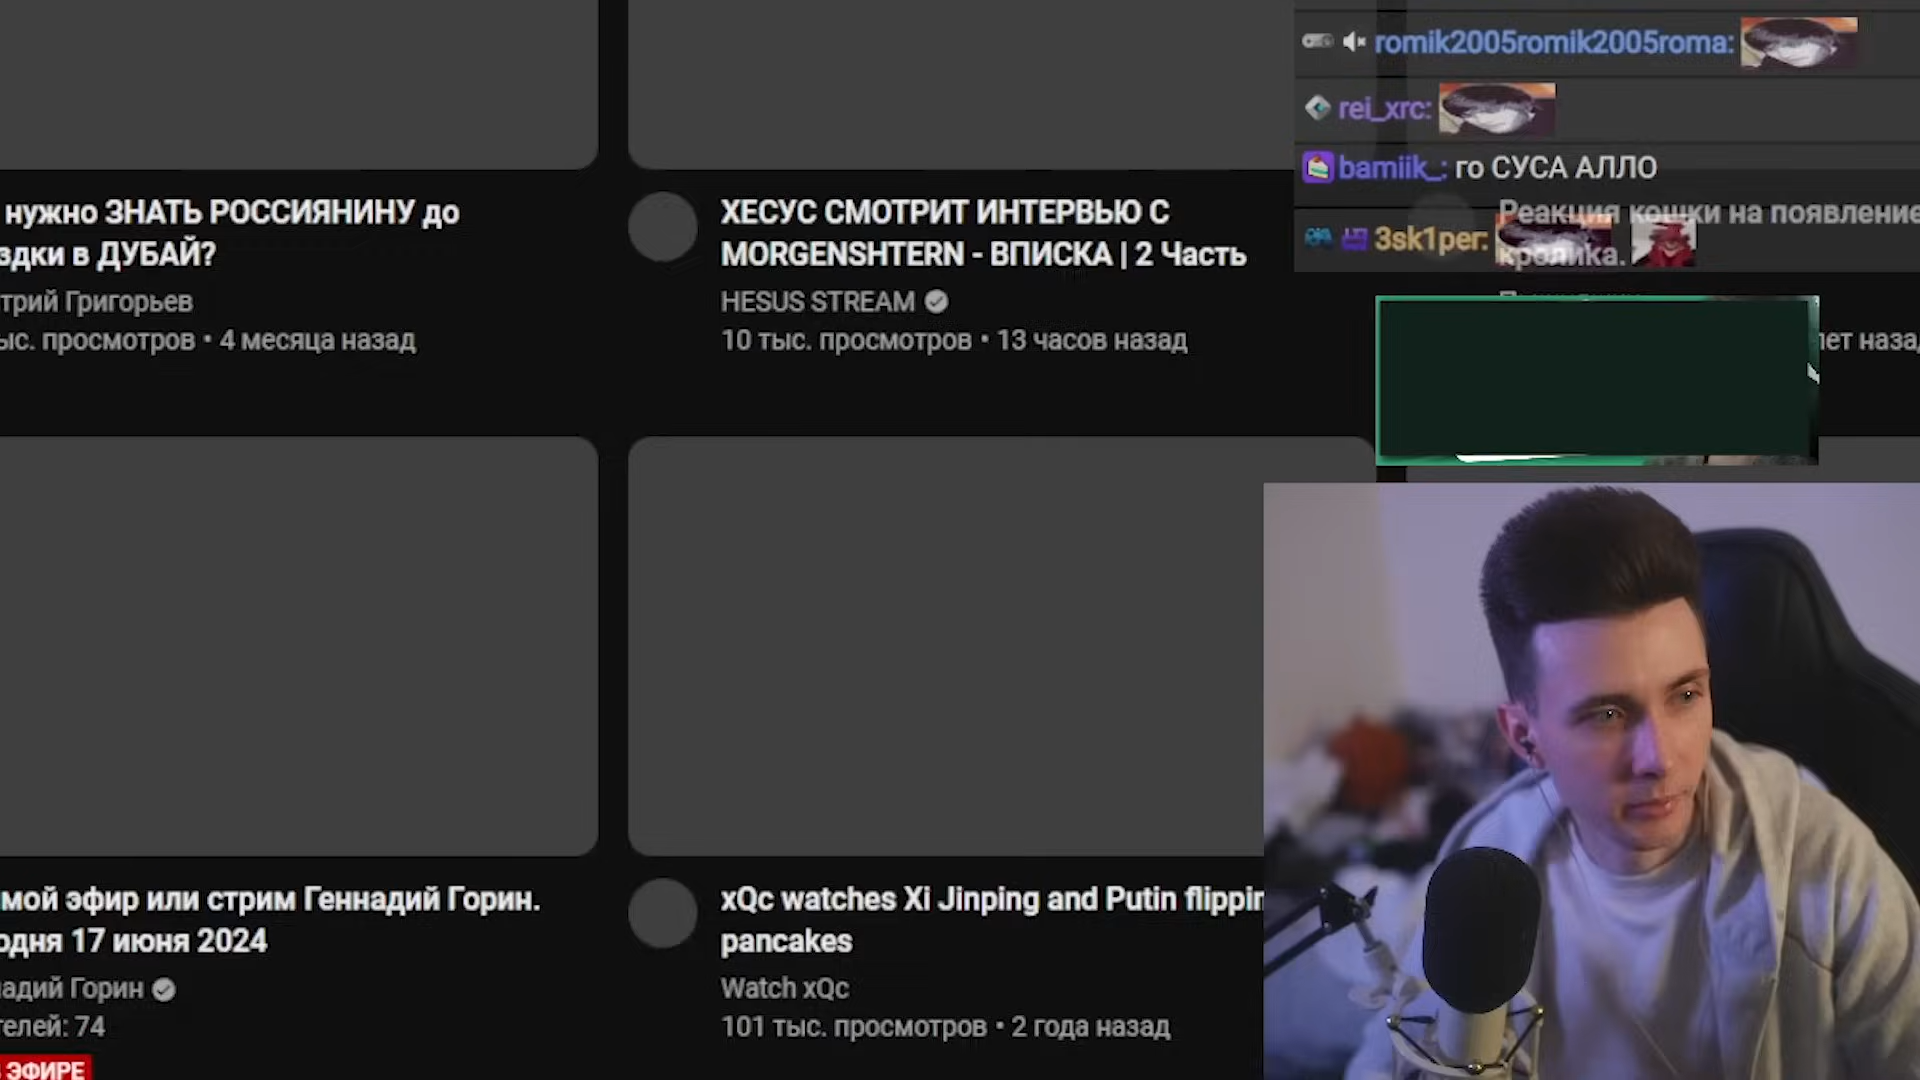 romik2005romik2005roma:
rei_xrc:
bamiik_: го СУСА АЛЛО
3sk1per:
нужно ЗНАТЬ РОССИЯНИНУ до
здки в ДУБАЙ?
трий Григорьев
ыс. просмотров • 4 месяца назад
ХЕСУС СМОТРИТ ИНТЕРВЬЮ С
MORGENSHTERN - ВПИСКА | 2 Часть
HESUS STREAM
10 тыс. просмотров • 13 часов назад
Реакция кошки на появление
кролика.
лет наза
мой эфир или стрим Геннадий Горин.
одня 17 июня 2024
адий Горин
телей: 74
ЭФИРЕ
xQc watches Xi Jinping and Putin flippin
pancakes
Watch xQc
101 тыс. просмотров • 2 года назад